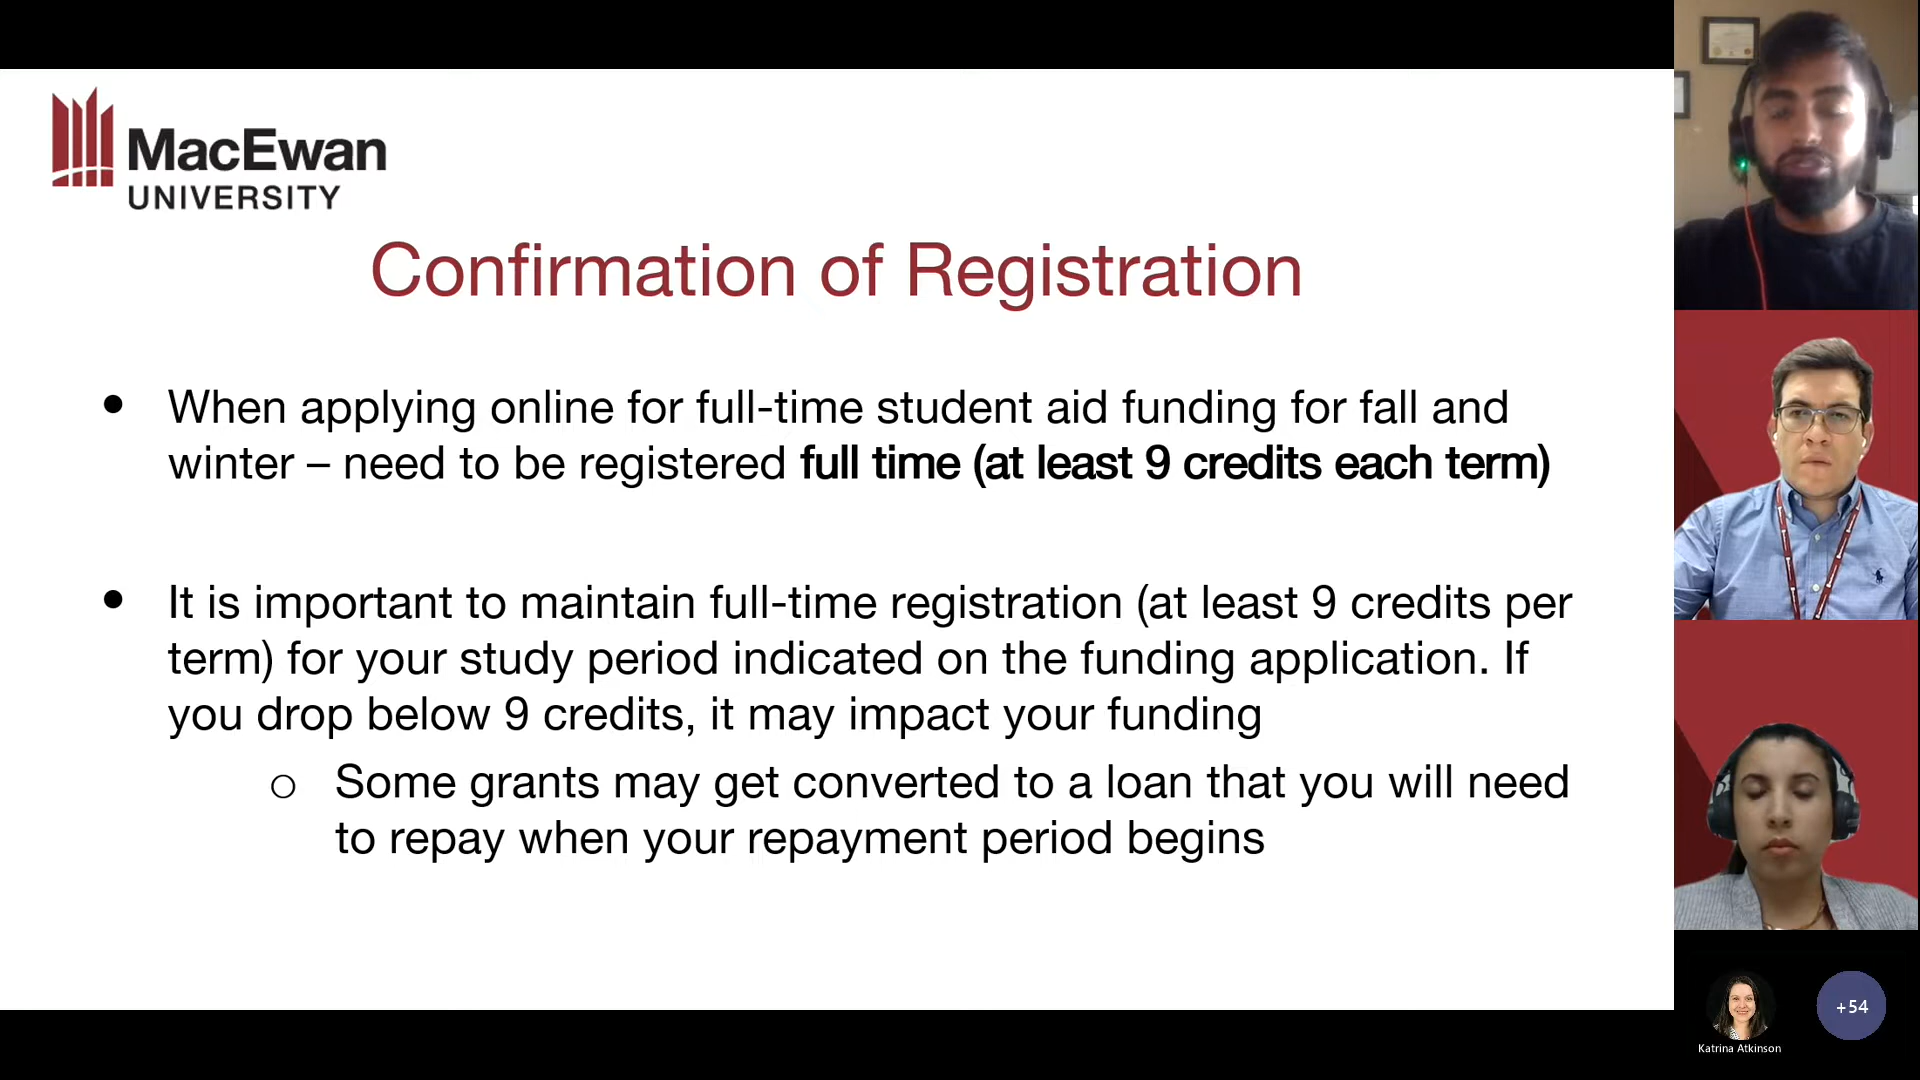 MacEwan
UNIVERSITY
Confirmation of Registration
• When applying online for full-time student aid funding for fall and
winter – need to be registered full time (at least 9 credits each term)
• It is important to maintain full-time registration (at least 9 credits per
term) for your study period indicated on the funding application. If
you drop below 9 credits, it may impact your funding
○ Some grants may get converted to a loan that you will need
to repay when your repayment period begins
+54
Katrina Atkinson